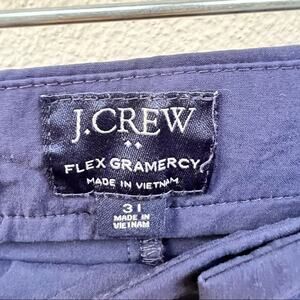 J.CREW
FLEX GRAMERCY
MADE IN VIETNAM
31
MADE IN
VIETNAM